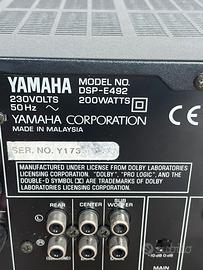 YAMAHA MODEL NO.
DSP-E492
230VOLTS 200WATTS
50Hz
YAMAHA CORPORATION
MADE IN MALAYSIA
CE
SER. NO. Y173
MANUFACTURED UNDER LICENSE FROM DOLBY LABORATORIES
LICENSING CORPORATION. "DOLBY", "PRO LOGIC", AND THE
DOUBLE-D SYMBOL ARE TRADEMARKS OF DOLBY
LABORATORIES LICENSING CORPORATION.
REAR CENTER SUB WOOFER
MAIN
-10dB 0dB